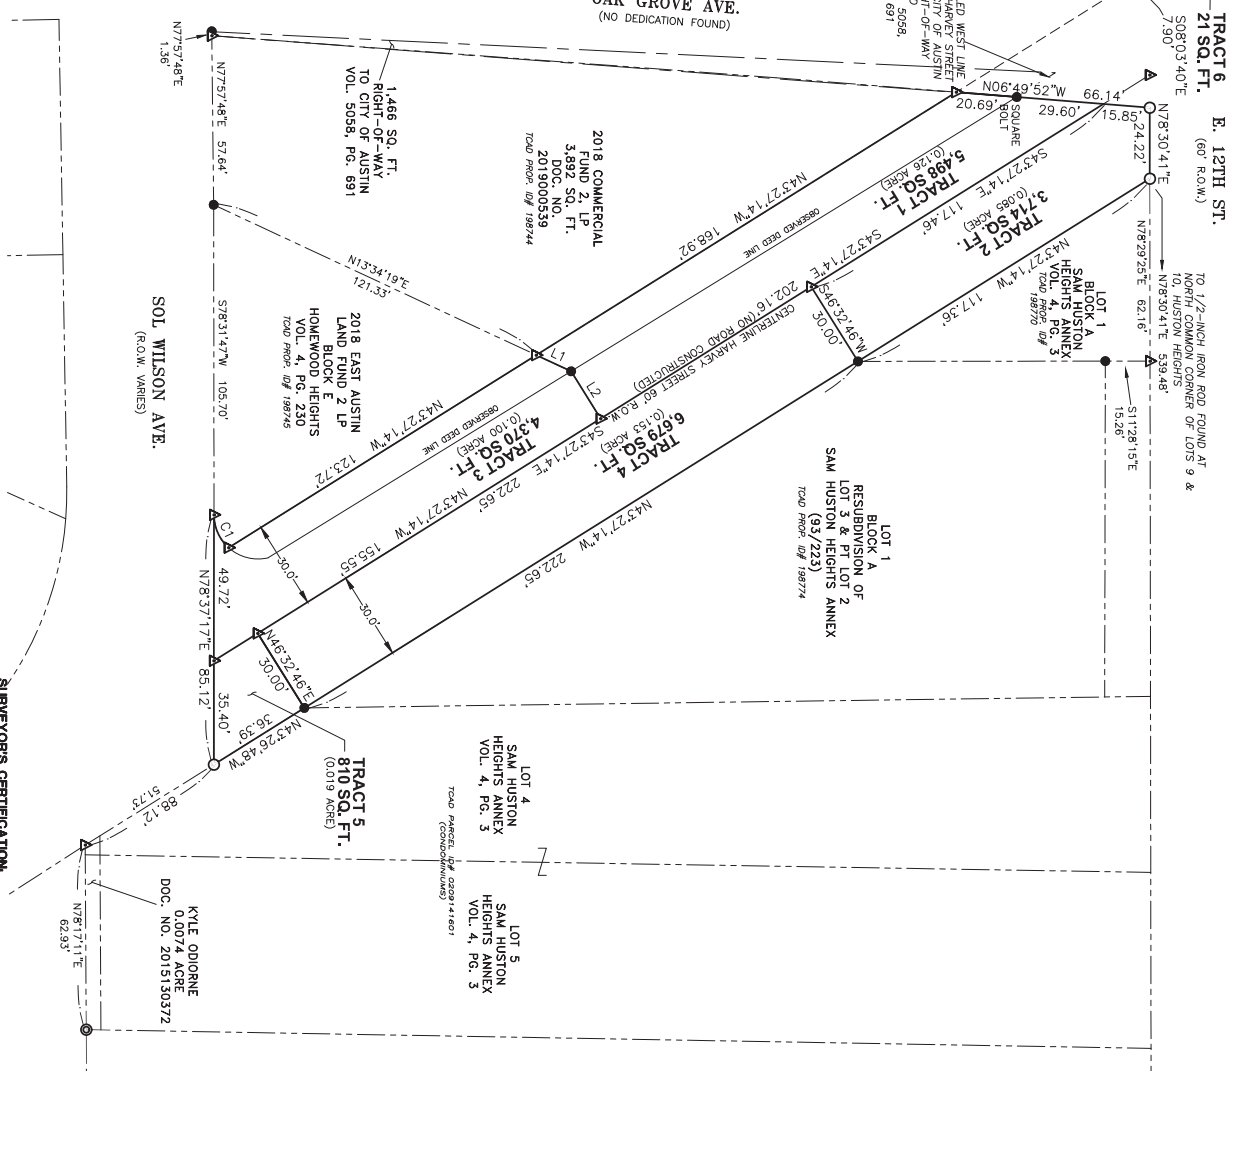 OAK GROVE AVE.
(NO DEDICATION FOUND)
TRACT 6
21 SQ. FT.
S08°03'40"E
7.90'
E. 12TH ST.
(60' R.O.W.)
WEST LINE
HARVEY STREET
CITY OF AUSTIN
5058,
691
N77°57'48"E
1.36'
N77°57'48"E 57.64'
1,466 SQ. FT.
RIGHT-OF-WAY
TO CITY OF AUSTIN
VOL. 5058, PG. 691
2018 COMMERCIAL
FUND 2, LP
3,892 SQ. FT.
DOC. NO.
2019000539
TCAD PROP. ID# 198744
N06°49'52"W 66.14'
20.69'
29.60'
15.85'
SQUARE
BOLT
N78°30'41"E
24.22'
TRACT 1
5,498 SQ. FT.
(0.126 ACRE)
TRACT 2
3,714 SQ. FT.
(0.085 ACRE)
S43°27'14"E
117.46'
S43°27'14"E
202.16'
N43°27'14"W
168.92'
OBSERVED DEED LINE
N43°27'14"W
117.36'
N78°29'25"E 62.16'
N78°30'41"E 539.48'
TO 1/2-INCH IRON ROD FOUND AT
NORTH COMMON CORNER OF LOTS 9 &
10, HUSTON HEIGHTS
LOT 1
BLOCK A
SAM HUSTON
HEIGHTS ANNEX
VOL. 4, PG. 3
TCAD PROP. ID#
198770
S11°28'15"E
15.26'
S46°32'46"W
30.00'
CENTERLINE HARVEY STREET
60' R.O.W.
(NO ROAD CONSTRUCTED)
N13°34'19"E
121.33'
L1
L2
SOL WILSON AVE.
(R.O.W. VARIES)
S78°31'47"W 105.70'
2018 EAST AUSTIN
LAND FUND 2 LP
BLOCK E
HOMEWOOD HEIGHTS
VOL. 4, PG. 230
TCAD PROP. ID# 198745
N43°27'14"W
123.72'
OBSERVED DEED LINE
TRACT 3
4,370 SQ. FT.
(0.100 ACRE)
TRACT 4
6,679 SQ. FT.
(0.153 ACRE)
S43°27'14"E
222.65'
N43°27'14"W
155.55'
N43°27'14"W
222.65'
LOT 1
BLOCK A
RESUBDIVISION OF
LOT 3 & PT LOT 2
SAM HUSTON HEIGHTS ANNEX
(93/223)
TCAD PROP. ID# 198774
C1
30.0'
30.0'
49.72'
N78°37'17"E 85.12'
35.40'
N46°32'46"E
30.00'
N43°26'48"W
36.39'
TRACT 5
810 SQ. FT.
(0.019 ACRE)
LOT 4
SAM HUSTON
HEIGHTS ANNEX
VOL. 4, PG. 3
TCAD PARCEL ID# 0209141601
(CONDOMINIUMS)
LOT 5
SAM HUSTON
HEIGHTS ANNEX
VOL. 4, PG. 3
51.73'
88.12'
KYLE ODIORNE
0.0074 ACRE
DOC. NO. 2015130372
N78°17'11"E
62.93'
SURVEYOR'S CERTIFICATION